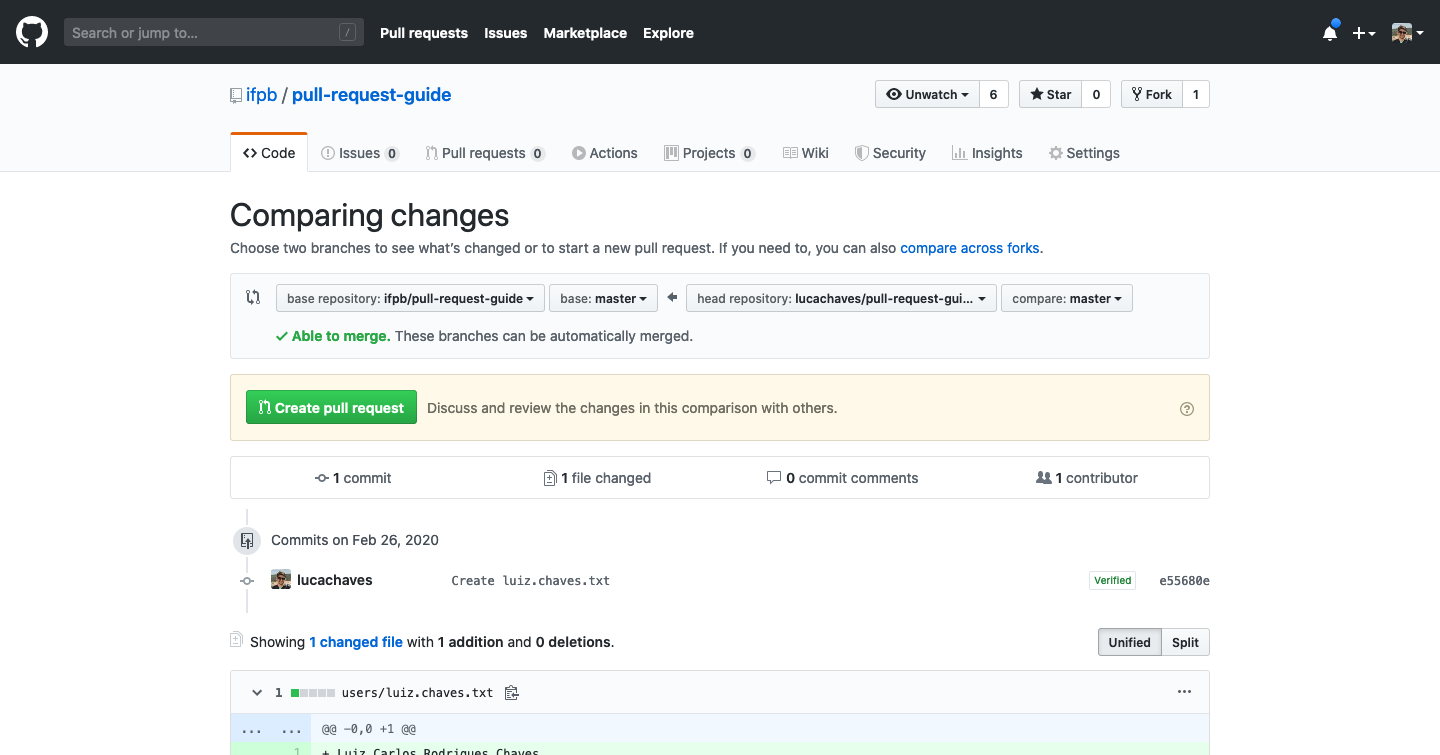 Search or jump to... /
Pull requests Issues Marketplace Explore
ifpb / pull-request-guide
Unwatch 6 Star 0 Fork 1
Code Issues 0 Pull requests 0 Actions Projects 0 Wiki Security Insights Settings
Comparing changes
Choose two branches to see what’s changed or to start a new pull request. If you need to, you can also compare across forks.
base repository: ifpb/pull-request-guide base: master head repository: lucachaves/pull-request-gui... compare: master
Able to merge. These branches can be automatically merged.
Create pull request Discuss and review the changes in this comparison with others.
1 commit 1 file changed 0 commit comments 1 contributor
Commits on Feb 26, 2020
lucachaves Create luiz.chaves.txt Verified e55680e
Showing 1 changed file with 1 addition and 0 deletions. Unified Split
1 users/luiz.chaves.txt ...
... ... @@ -0,0 +1 @@
1 + Luiz Carlos Rodrigues Chaves